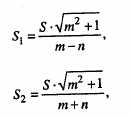 S₁ = S·√(m² + 1) / (m − n),
S₂ = S·√(m² + 1) / (m + n),